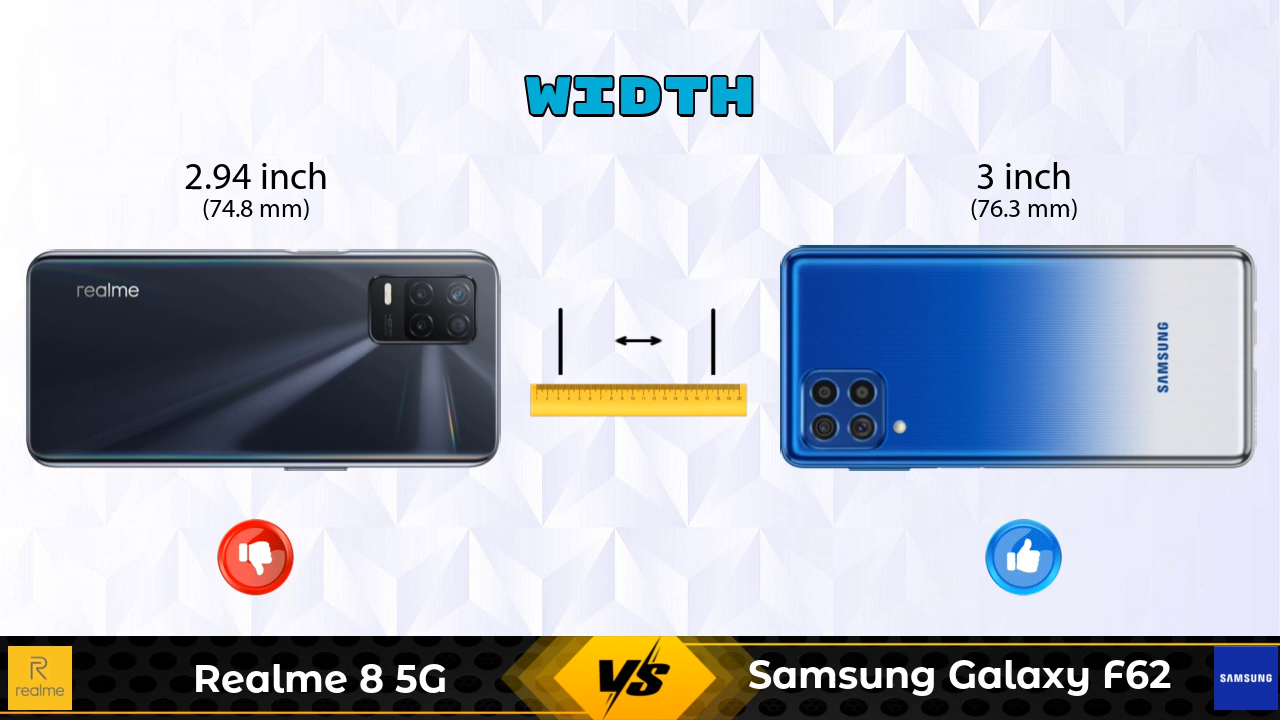 WIDTH
2.94 inch
(74.8 mm)
3 inch
(76.3 mm)
realme
SAMSUNG
Realme 8 5G
VS
Samsung Galaxy F62
R
realme
SAMSUNG